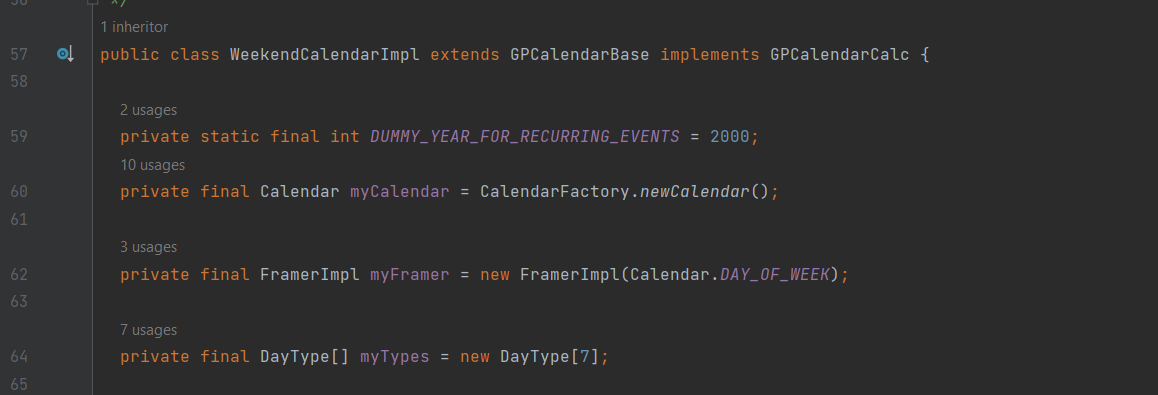 */
1 inheritor
57 public class WeekendCalendarImpl extends GPCalendarBase implements GPCalendarCalc {
58
2 usages
59 private static final int DUMMY_YEAR_FOR_RECURRING_EVENTS = 2000;
10 usages
60 private final Calendar myCalendar = CalendarFactory.newCalendar();
61
3 usages
62 private final FramerImpl myFramer = new FramerImpl(Calendar.DAY_OF_WEEK);
63
7 usages
64 private final DayType[] myTypes = new DayType[7];
65